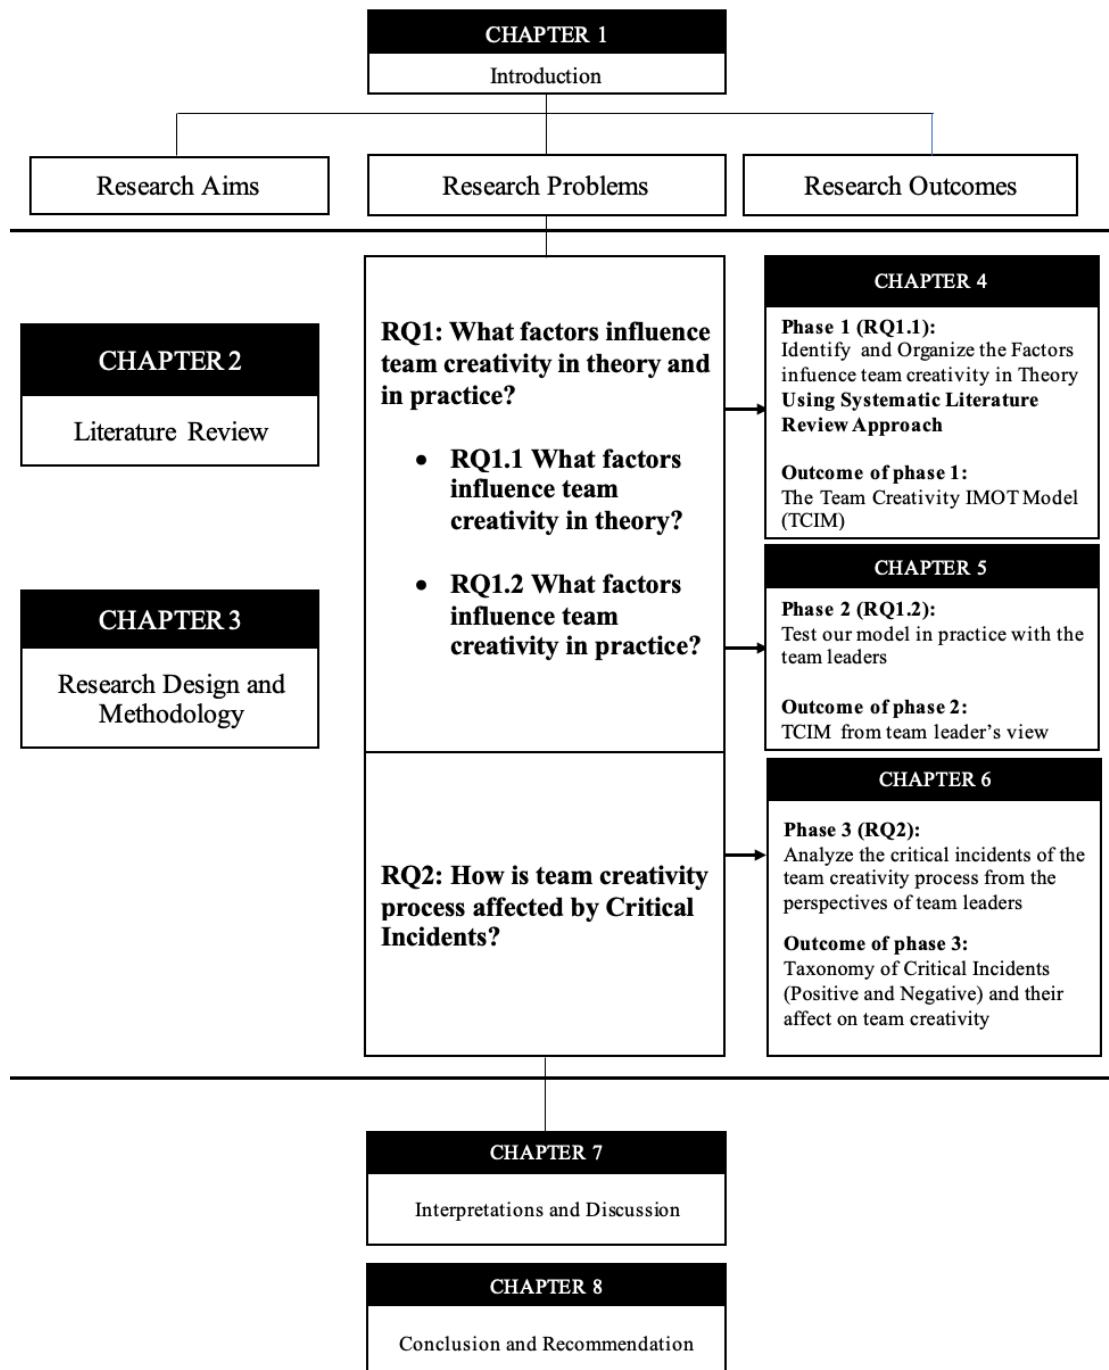 CHAPTER 1
Introduction
Research Aims
Research Problems
Research Outcomes
CHAPTER 2
Literature Review
CHAPTER 3
Research Design and
Methodology
RQ1: What factors influence
team creativity in theory and
in practice?
• RQ1.1 What factors
influence team
creativity in theory?
• RQ1.2 What factors
influence team
creativity in practice?
RQ2: How is team creativity
process affected by Critical
Incidents?
CHAPTER 4
Phase 1 (RQ1.1):
Identify and Organize the Factors
infuence team creativity in Theory
Using Systematic Literature
Review Approach
Outcome of phase 1:
The Team Creativity IMOT Model
(TCIM)
CHAPTER 5
Phase 2 (RQ1.2):
Test our model in practice with the
team leaders
Outcome of phase 2:
TCIM from team leader’s view
CHAPTER 6
Phase 3 (RQ2):
Analyze the critical incidents of the
team creativity process from the
perspectives of team leaders
Outcome of phase 3:
Taxonomy of Critical Incidents
(Positive and Negative) and their
affect on team creativity
CHAPTER 7
Interpretations and Discussion
CHAPTER 8
Conclusion and Recommendation